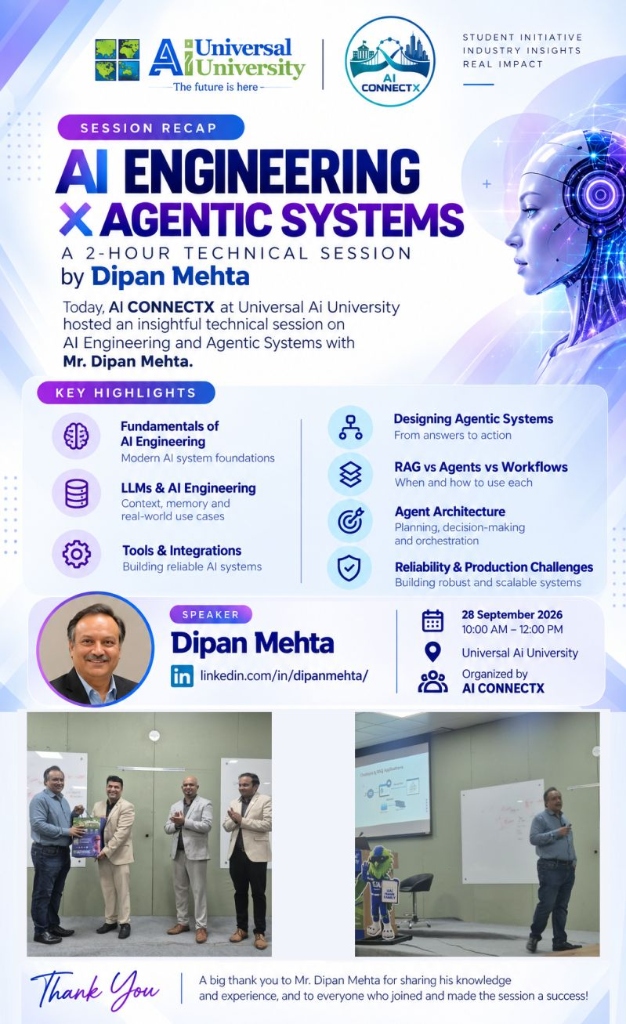 Ai Universal
University
The future is here
AI
CONNECTX
STUDENT INITIATIVE
INDUSTRY INSIGHTS
REAL IMPACT
SESSION RECAP
AI ENGINEERING
X AGENTIC SYSTEMS
A 2-HOUR TECHNICAL SESSION
by Dipan Mehta
Today, AI CONNECTX at Universal Ai University
hosted an insightful technical session on
AI Engineering and Agentic Systems with
Mr. Dipan Mehta.
KEY HIGHLIGHTS
Fundamentals of
AI Engineering
Modern AI system foundations
LLMs & AI Engineering
Context, memory and
real-world use cases
Tools & Integrations
Building reliable AI systems
Designing Agentic Systems
From answers to action
RAG vs Agents vs Workflows
When and how to use each
Agent Architecture
Planning, decision-making
and orchestration
Reliability & Production Challenges
Building robust and scalable systems
SPEAKER
Dipan Mehta
in linkedin.com/in/dipanmehta/
28 September 2026
10:00 AM – 12:00 PM
Universal Ai University
Organized by
AI CONNECTX
Thank You
A big thank you to Mr. Dipan Mehta for sharing his knowledge
and experience, and to everyone who joined and made the session a success!